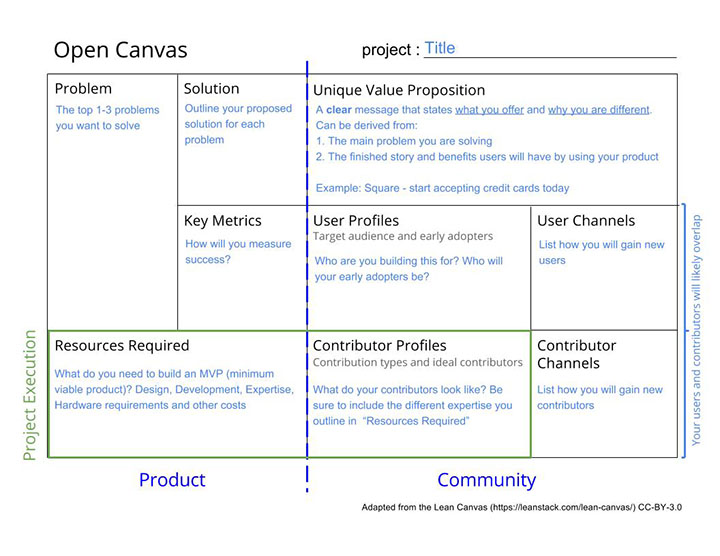 Open Canvas
project : Title
Problem
The top 1-3 problems
you want to solve
Solution
Outline your proposed
solution for each
problem
Unique Value Proposition
A clear message that states what you offer and why you are different.
Can be derived from:
1. The main problem you are solving
2. The finished story and benefits users will have by using your product
Example: Square - start accepting credit cards today
Key Metrics
How will you measure
success?
User Profiles
Target audience and early adopters
Who are you building this for? Who will
your early adopters be?
User Channels
List how you will gain new
users
Resources Required
What do you need to build an MVP (minimum
viable product)? Design, Development, Expertise,
Hardware requirements and other costs
Contributor Profiles
Contribution types and ideal contributors
What do your contributors look like? Be
sure to include the different expertise you
outline in “Resources Required”
Contributor
Channels
List how you will gain new
contributors
Project Execution
Your users and contributors will likely overlap
Product
Community
Adapted from the Lean Canvas (https://leanstack.com/lean-canvas/) CC-BY-3.0